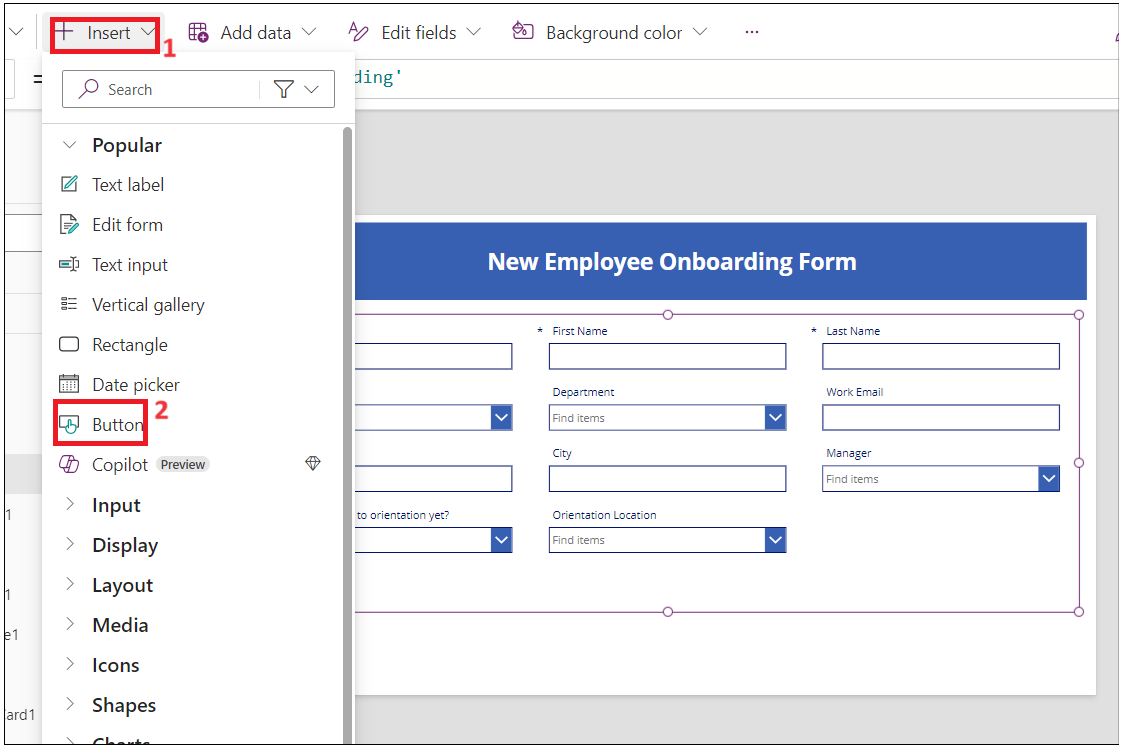 Insert
1
Add data
Edit fields
Background color
...
=
ding'
Search
Popular
Text label
Edit form
Text input
Vertical gallery
Rectangle
Date picker
Button
2
Copilot Preview
Input
Display
Layout
Media
Icons
Shapes
Charts
1
1
e1
Card1
New Employee Onboarding Form
* First Name
* Last Name
Department
Work Email
Find items
City
Manager
Find items
to orientation yet?
Orientation Location
Find items